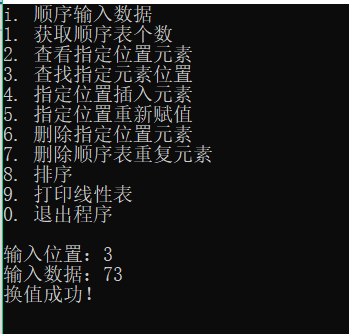 i. 顺序输入数据
1. 获取顺序表个数
2. 查看指定位置元素
3. 查找指定元素位置
4. 指定位置插入元素
5. 指定位置重新赋值
6. 删除指定位置元素
7. 删除顺序表重复元素
8. 排序
9. 打印线性表
0. 退出程序
输入位置：3
输入数据：73
换值成功！